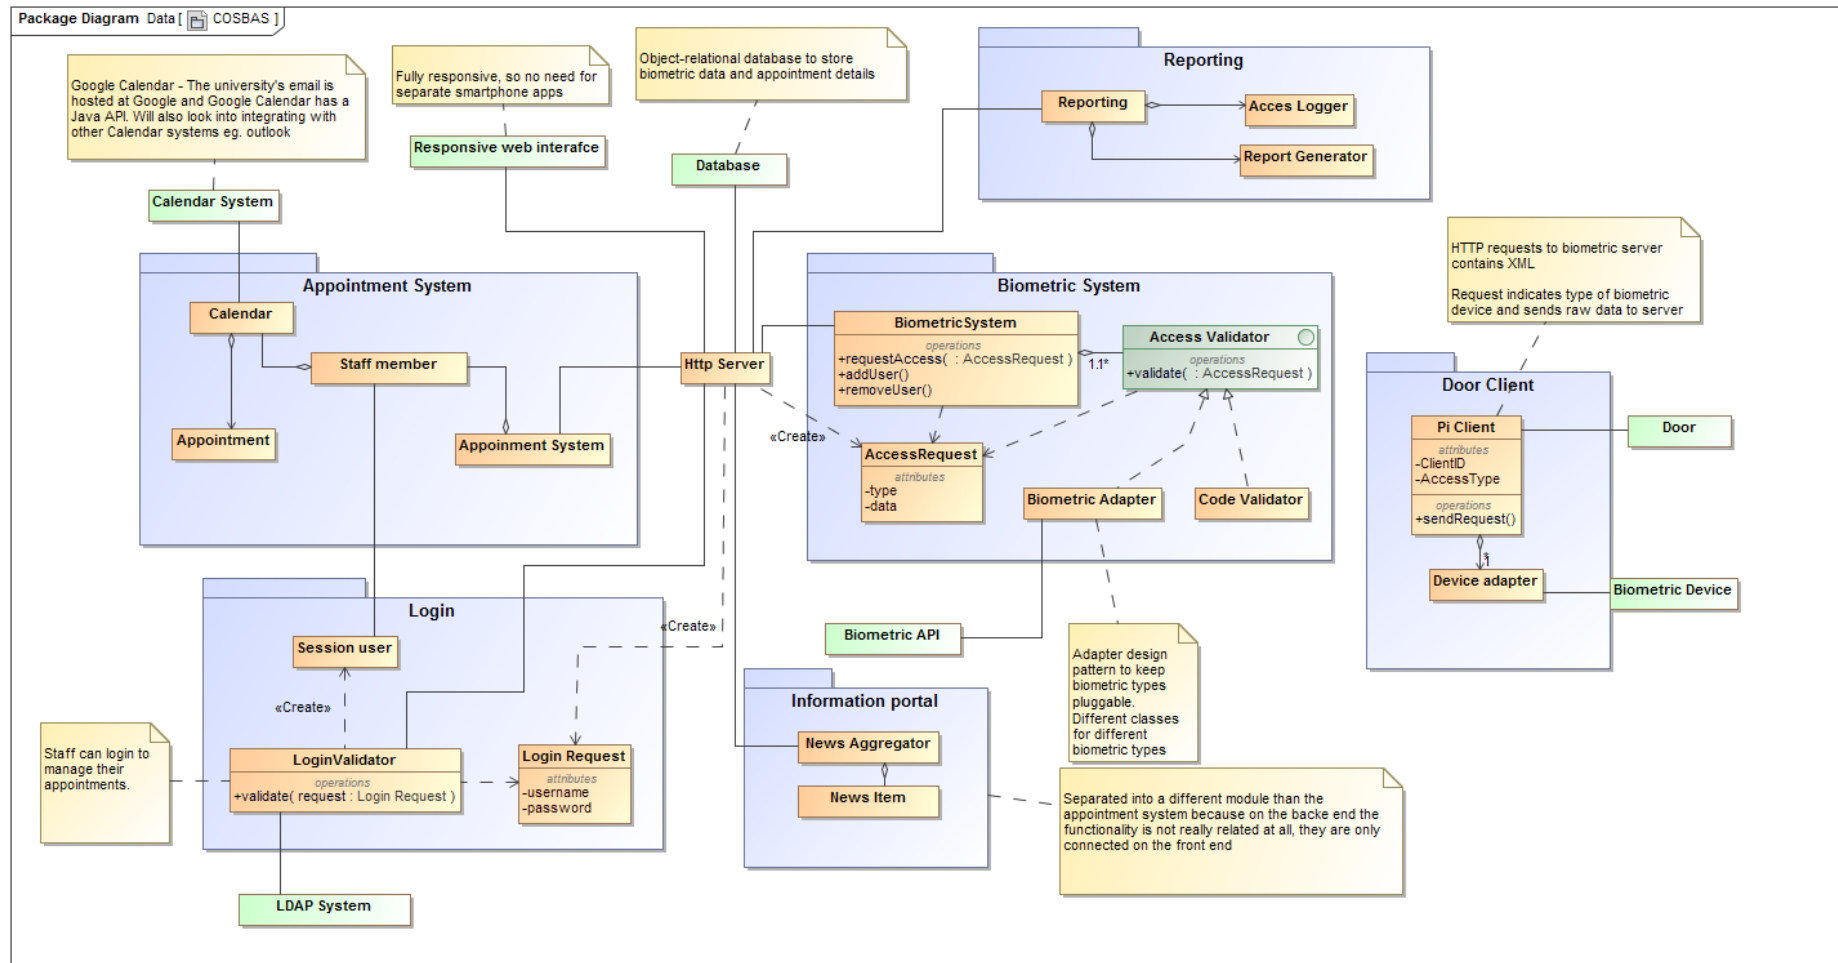 Package Diagram Data [ COSBAS ]
Google Calendar - The university's email is
hosted at Google and Google Calendar has a
Java API. Will also look into integrating with
other Calendar systems eg. outlook
Fully responsive, so no need for
separate smartphone apps
Object-relational database to store
biometric data and appointment details
Calendar System
Responsive web interafce
Database
Reporting
Reporting
Acces Logger
Report Generator
HTTP requests to biometric server
contains XML
Request indicates type of biometric
device and sends raw data to server
Appointment System
Calendar
Staff member
Appointment
Appoinment System
Http Server
Biometric System
BiometricSystem
operations
+requestAccess( : AccessRequest )
+addUser()
+removeUser()
1.1*
Access Validator
operations
+validate( : AccessRequest )
«Create»
AccessRequest
attributes
-type
-data
Biometric Adapter
Code Validator
Door Client
Pi Client
attributes
-ClientID
-AccessType
operations
+sendRequest()
*
1
Device adapter
Door
Biometric Device
Login
Session user
«Create»
«Create»
LoginValidator
operations
+validate( request : Login Request )
Login Request
attributes
-username
-password
Staff can login to
manage their
appointments.
LDAP System
Biometric API
Adapter design
pattern to keep
biometric types
pluggable.
Different classes
for different
biometric types
Information portal
News Aggregator
News Item
Separated into a different module than the
appointment system because on the backe end the
functionality is not really related at all, they are only
connected on the front end